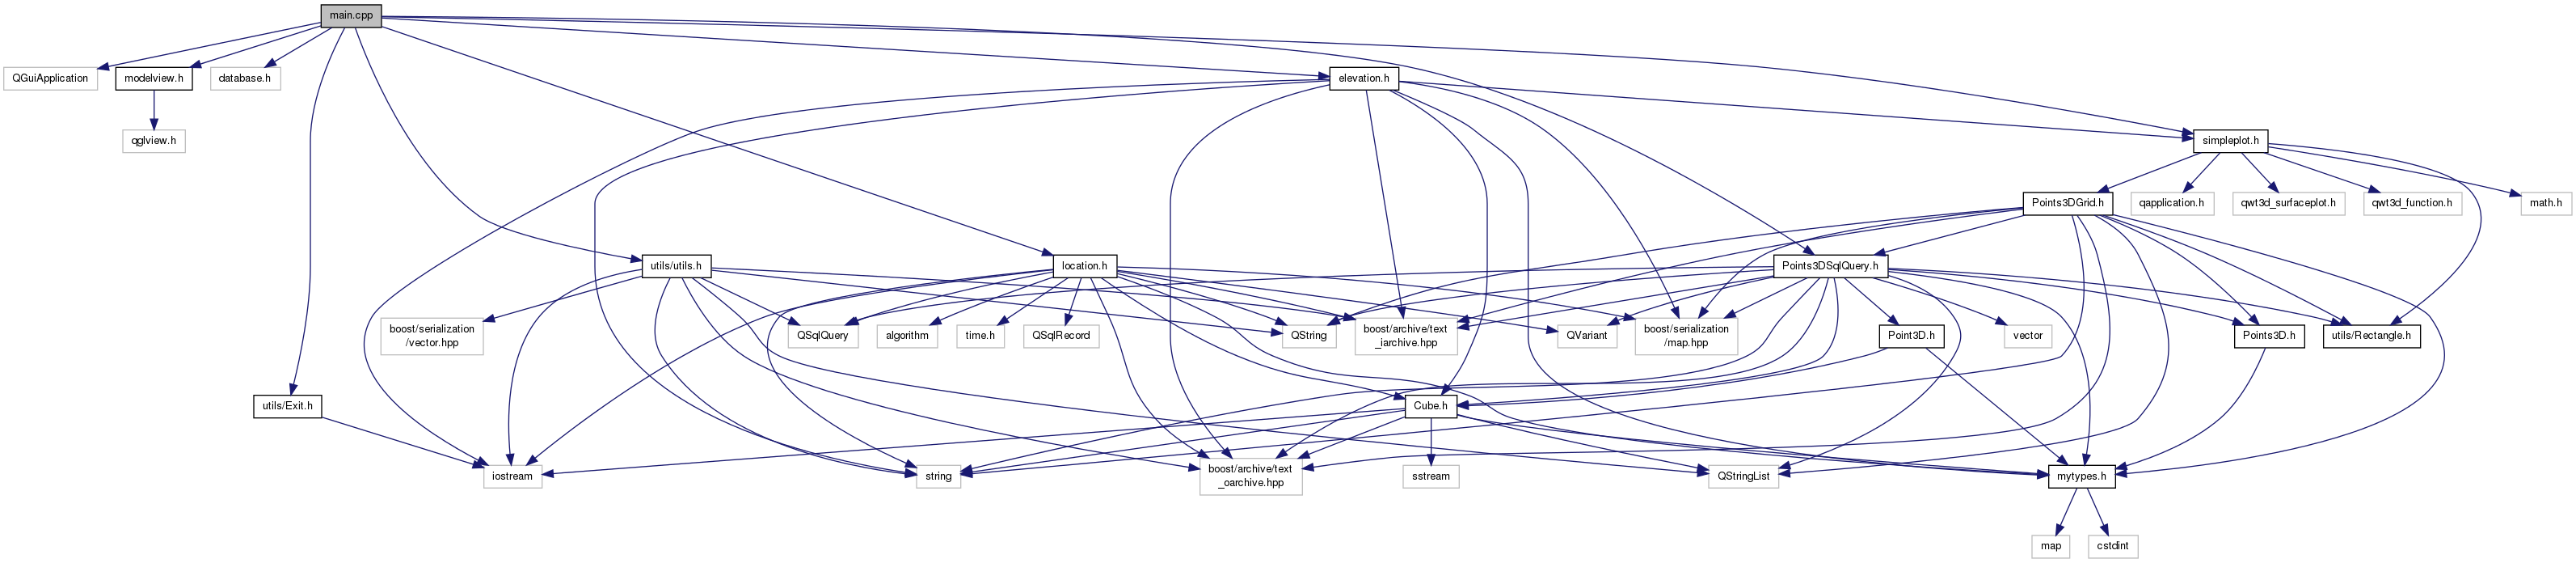 main.cpp
QGuiApplication
modelview.h
database.h
elevation.h
qglview.h
simpleplot.h
Points3DGrid.h
qapplication.h
qwt3d_surfaceplot.h
qwt3d_function.h
math.h
utils/utils.h
location.h
Points3DSqlQuery.h
boost/serialization
/vector.hpp
QSqlQuery
algorithm
time.h
QSqlRecord
QString
boost/archive/text
_iarchive.hpp
QVariant
boost/serialization
/map.hpp
Point3D.h
vector
Points3D.h
utils/Rectangle.h
utils/Exit.h
Cube.h
iostream
string
boost/archive/text
_oarchive.hpp
sstream
QStringList
mytypes.h
map
cstdint